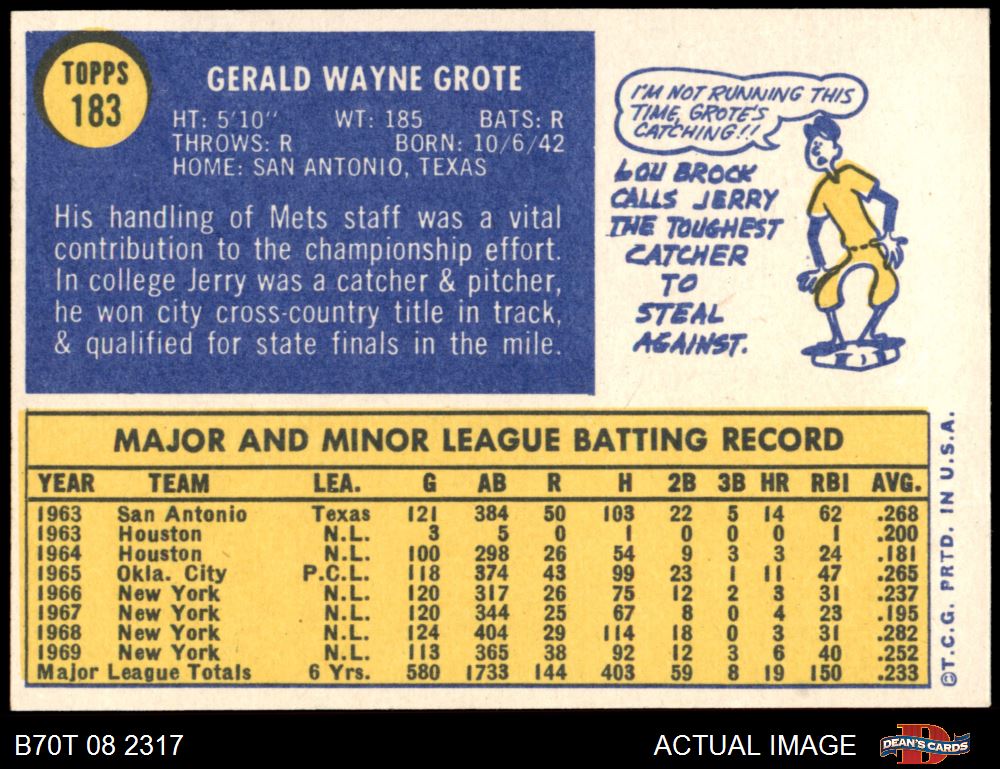 TOPPS
183
GERALD WAYNE GROTE
HT: 5'10" WT: 185 BATS: R
THROWS: R BORN: 10/6/42
HOME: SAN ANTONIO, TEXAS
His handling of Mets staff was a vital
contribution to the championship effort.
In college Jerry was a catcher & pitcher,
he won city cross-country title in track,
& qualified for state finals in the mile.
I'M NOT RUNNING THIS
TIME, GROTE'S
CATCHING!!
LOU BROCK
CALLS JERRY
THE TOUGHEST
CATCHER
TO
STEAL
AGAINST.
MAJOR AND MINOR LEAGUE BATTING RECORD
YEAR TEAM LEA. G AB R H 2B 3B HR RBI AVG.
1963 San Antonio Texas 121 384 50 103 22 5 14 62 .268
1963 Houston N.L. 3 5 0 1 0 0 0 1 .200
1964 Houston N.L. 100 298 26 54 9 3 3 24 .181
1965 Okla. City P.C.L. 118 374 43 99 23 1 11 47 .265
1966 New York N.L. 120 317 26 75 12 2 3 31 .237
1967 New York N.L. 120 344 25 67 8 0 4 23 .195
1968 New York N.L. 124 404 29 114 18 0 3 31 .282
1969 New York N.L. 113 365 38 92 12 3 6 40 .252
Major League Totals 6 Yrs. 580 1733 144 403 59 8 19 150 .233
©T.C.G. PRTD. IN U.S.A.
B70T 08 2317
ACTUAL IMAGE
DEAN'S CARDS